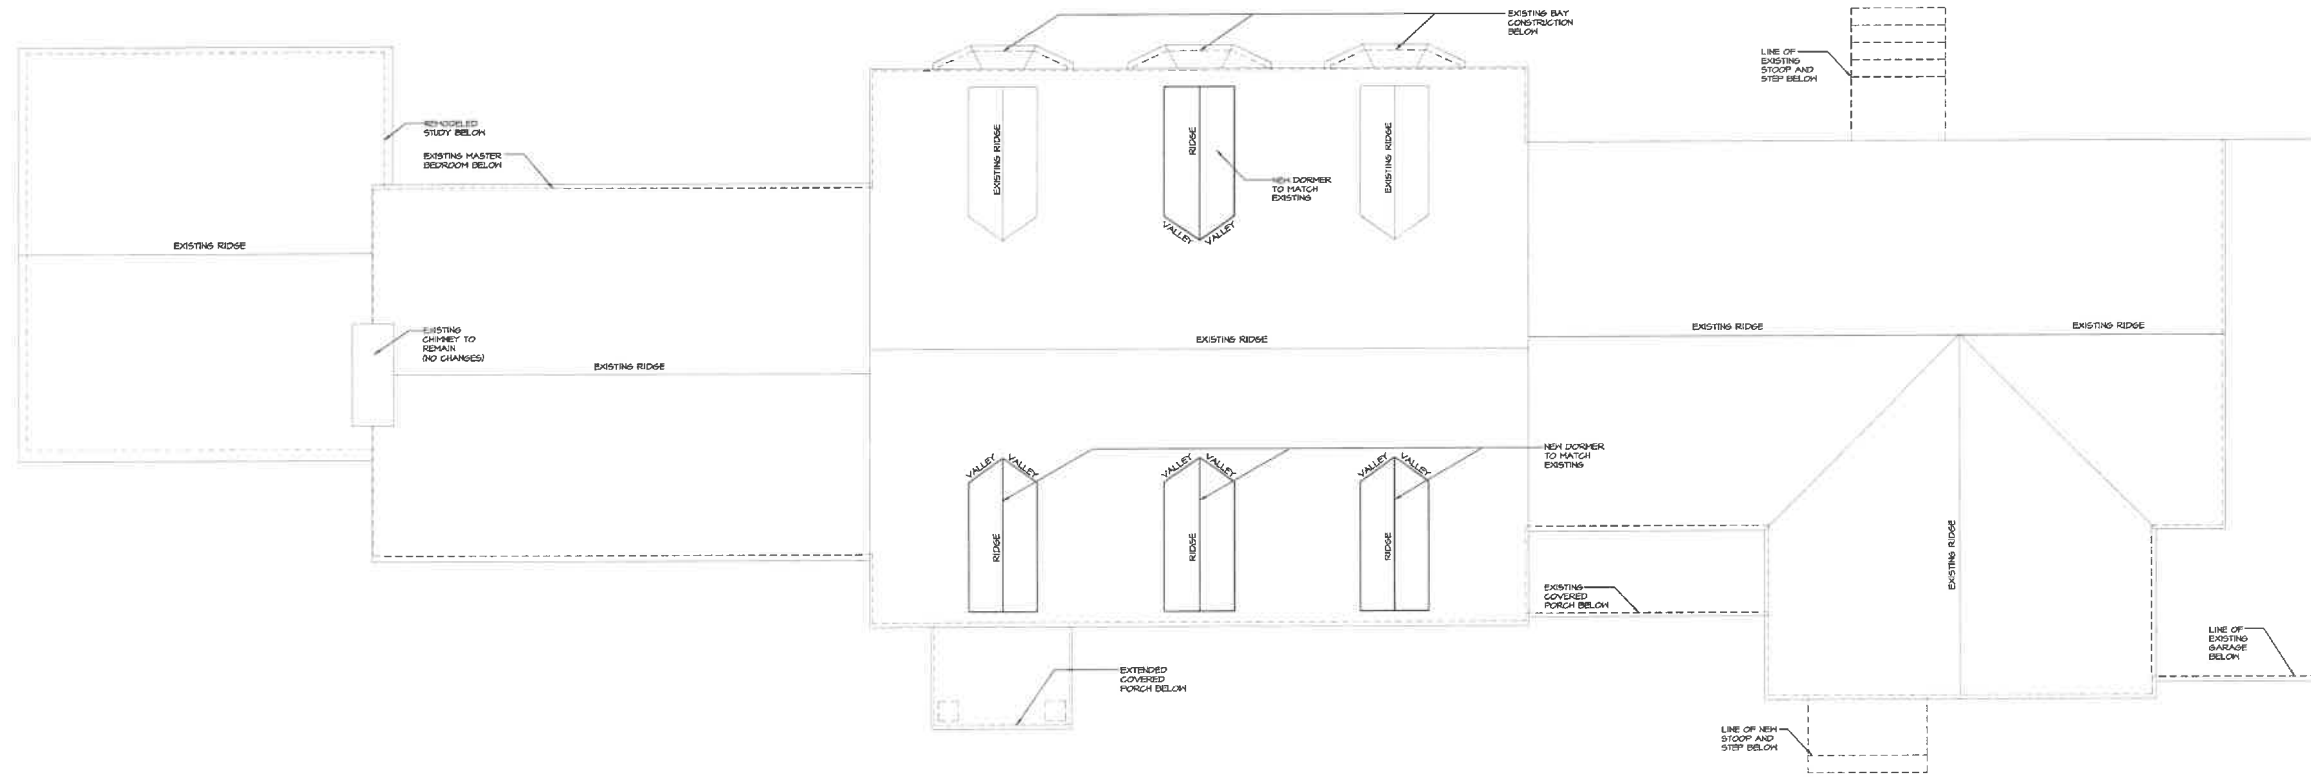 EXISTING BAY
CONSTRUCTION
BELOW
LINE OF
EXISTING
STOOP AND
STEP BELOW
REMODELED
STUDY BELOW
EXISTING MASTER
BEDROOM BELOW
EXISTING RIDGE
RIDGE
EXISTING RIDGE
NEW DORMER
TO MATCH
EXISTING
VALLEY
VALLEY
EXISTING RIDGE
EXISTING
CHIMNEY TO
REMAIN
(NO CHANGES)
EXISTING RIDGE
EXISTING RIDGE
EXISTING RIDGE
EXISTING RIDGE
NEW DORMER
TO MATCH
EXISTING
VALLEY
VALLEY
VALLEY
VALLEY
VALLEY
VALLEY
RIDGE
RIDGE
RIDGE
EXISTING RIDGE
EXISTING
COVERED
PORCH BELOW
LINE OF
EXISTING
GARAGE
BELOW
EXTENDED
COVERED
PORCH BELOW
LINE OF NEW
STOOP AND
STEP BELOW